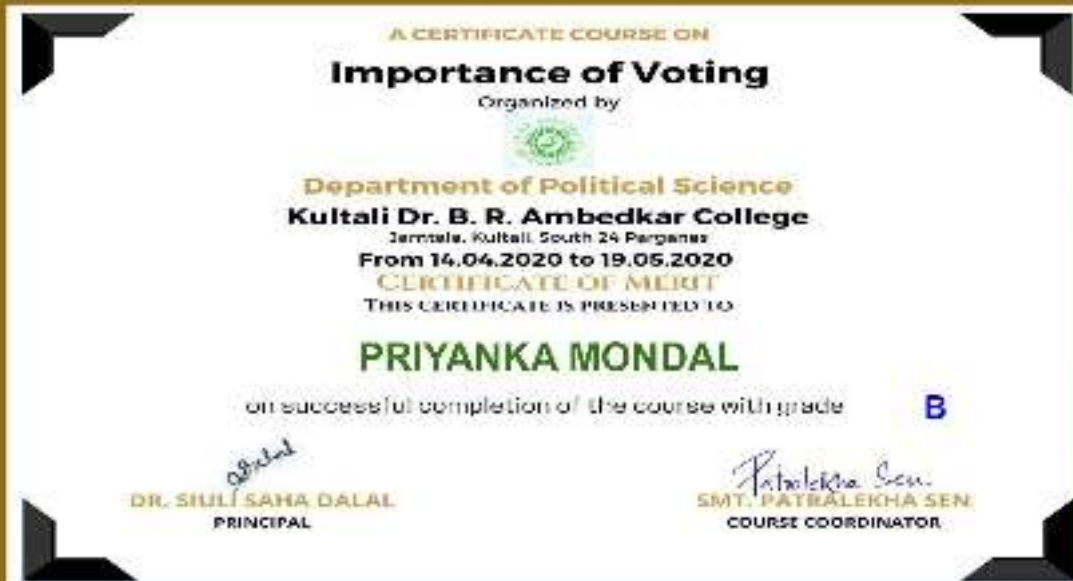 A CERTIFICATE COURSE ON
Importance of Voting
Organized by
Department of Political Science
Kultali Dr. B. R. Ambedkar College
Jamtala, Kultali, South 24 Parganas
From 14.04.2020 to 19.05.2020
CERTIFICATE OF MERIT
THIS CERTIFICATE IS PRESENTED TO
PRIYANKA MONDAL
on successful completion of the course with grade B
Patralekha Sen.
DR. SIULI SAHA DALAL
SMT. PATRALEKHA SEN
PRINCIPAL
COURSE COORDINATOR